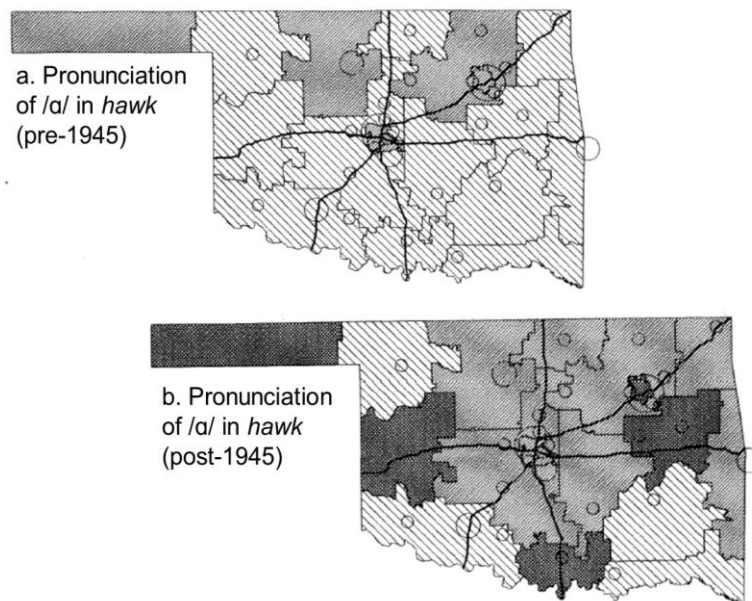 a. Pronunciation
of /ɑ/ in hawk
(pre-1945)
b. Pronunciation
of /ɑ/ in hawk
(post-1945)